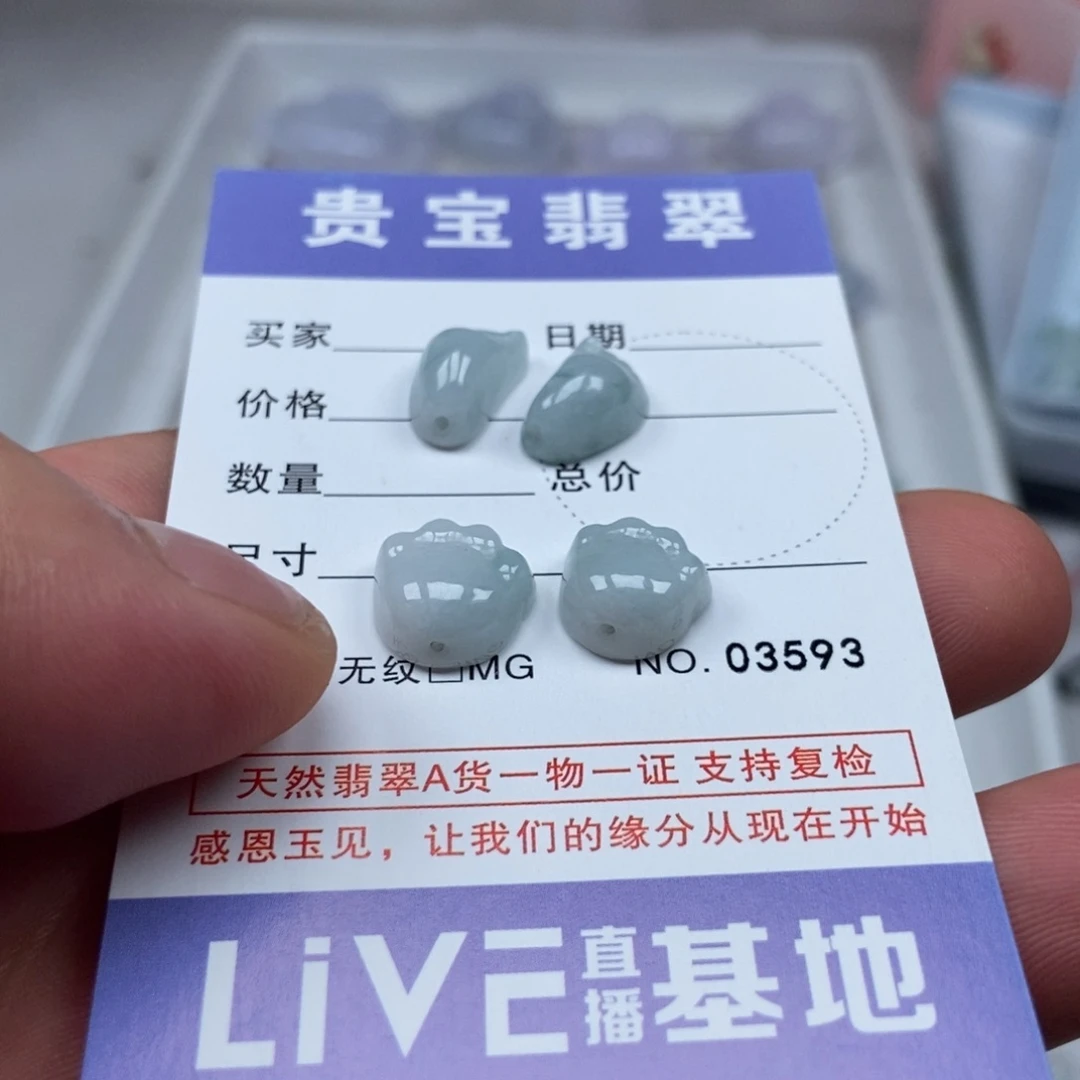 贵宝翡翠
买家 日期
价格
数量 总价
尺寸
无纹□MG NO. 03593
天然翡翠A货一物一证 支持复检
感恩玉见，让我们的缘分从现在开始
LiVE直播基地